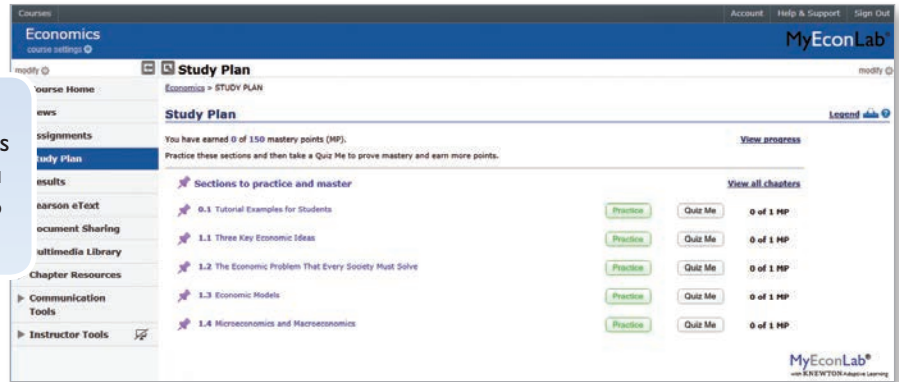 Courses Account Help & Support Sign Out
Economics
course settings
MyEconLab®
modify
Study Plan
modify
Course Home
Economics > STUDY PLAN
News
Study Plan
Legend
Assignments
You have earned 0 of 150 mastery points (MP).
View progress
Study Plan
Practice these sections and then take a Quiz Me to prove mastery and earn more points.
Results
Sections to practice and master
View all chapters
Pearson eText
0.1 Tutorial Examples for Students Practice Quiz Me 0 of 1 MP
Document Sharing
1.1 Three Key Economic Ideas Practice Quiz Me 0 of 1 MP
Multimedia Library
Chapter Resources
1.2 The Economic Problem That Every Society Must Solve Practice Quiz Me 0 of 1 MP
Communication
Tools
1.3 Economic Models Practice Quiz Me 0 of 1 MP
Instructor Tools
1.4 Microeconomics and Macroeconomics Practice Quiz Me 0 of 1 MP
MyEconLab®
with KNEWTON Adaptive Learning